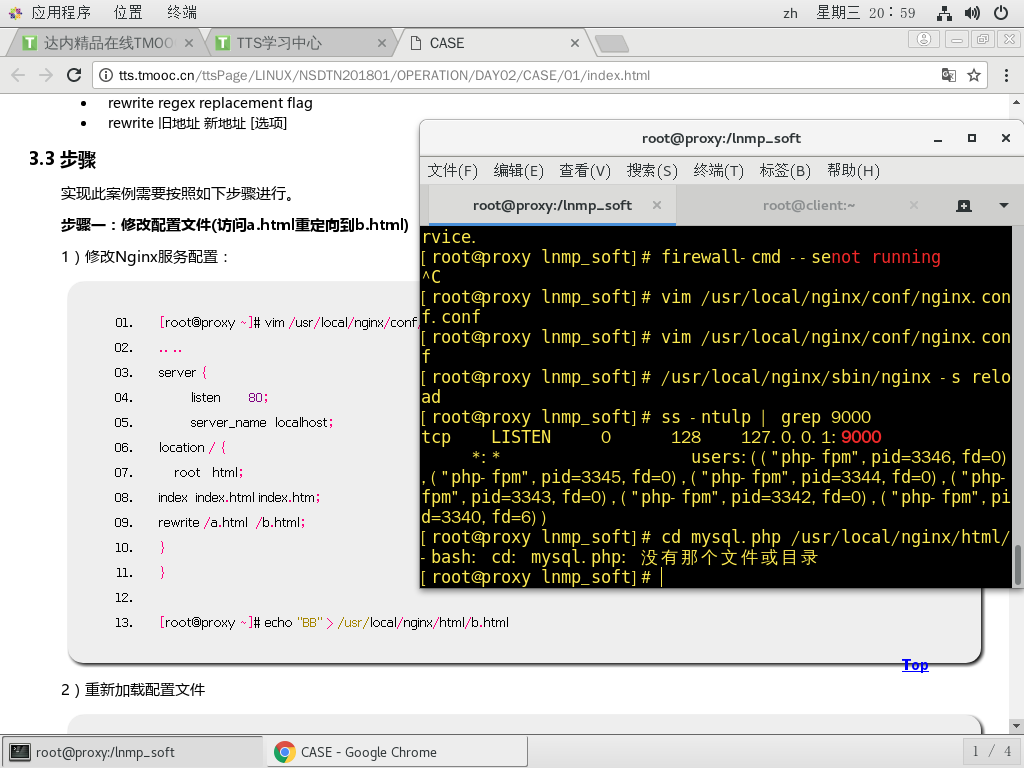 应用程序 位置 终端 zh 星期三 20：59
达内精品在线TMOO TTS学习中心 CASE
tts.tmooc.cn/ttsPage/LINUX/NSDTN201801/OPERATION/DAY02/CASE/01/index.html
• rewrite regex replacement flag
• rewrite 旧地址 新地址 [选项]
3.3 步骤
实现此案例需要按照如下步骤进行。
步骤一：修改配置文件(访问a.html重定向到b.html)
1）修改Nginx服务配置：
01. [root@proxy ~]# vim /usr/local/nginx/conf/
02. .. ..
03. server {
04. listen 80;
05. server_name localhost;
06. location / {
07. root html;
08. index index.html index.htm;
09. rewrite /a.html /b.html;
10. }
11. }
12.
13. [root@proxy ~]# echo "BB" > /usr/local/nginx/html/b.html
Top
2）重新加载配置文件
root@proxy:/lnmp_soft
文件(F) 编辑(E) 查看(V) 搜索(S) 终端(T) 标签(B) 帮助(H)
root@proxy:/lnmp_soft root@client:~
rvice.
[root@proxy lnmp_soft]# firewall-cmd --senot running
^C
[root@proxy lnmp_soft]# vim /usr/local/nginx/conf/nginx.con
f.conf
[root@proxy lnmp_soft]# vim /usr/local/nginx/conf/nginx.con
f
[root@proxy lnmp_soft]# /usr/local/nginx/sbin/nginx -s relo
ad
[root@proxy lnmp_soft]# ss -ntulp | grep 9000
tcp LISTEN 0 128 127.0.0.1:9000
*:* users:(("php-fpm",pid=3346,fd=0)
,("php-fpm",pid=3345,fd=0),("php-fpm",pid=3344,fd=0),("php-
fpm",pid=3343,fd=0),("php-fpm",pid=3342,fd=0),("php-fpm",pi
d=3340,fd=6))
[root@proxy lnmp_soft]# cd mysql.php /usr/local/nginx/html/
-bash: cd: mysql.php: 没有那个文件或目录
[root@proxy lnmp_soft]#
root@proxy:/lnmp_soft CASE - Google Chrome 1 / 4